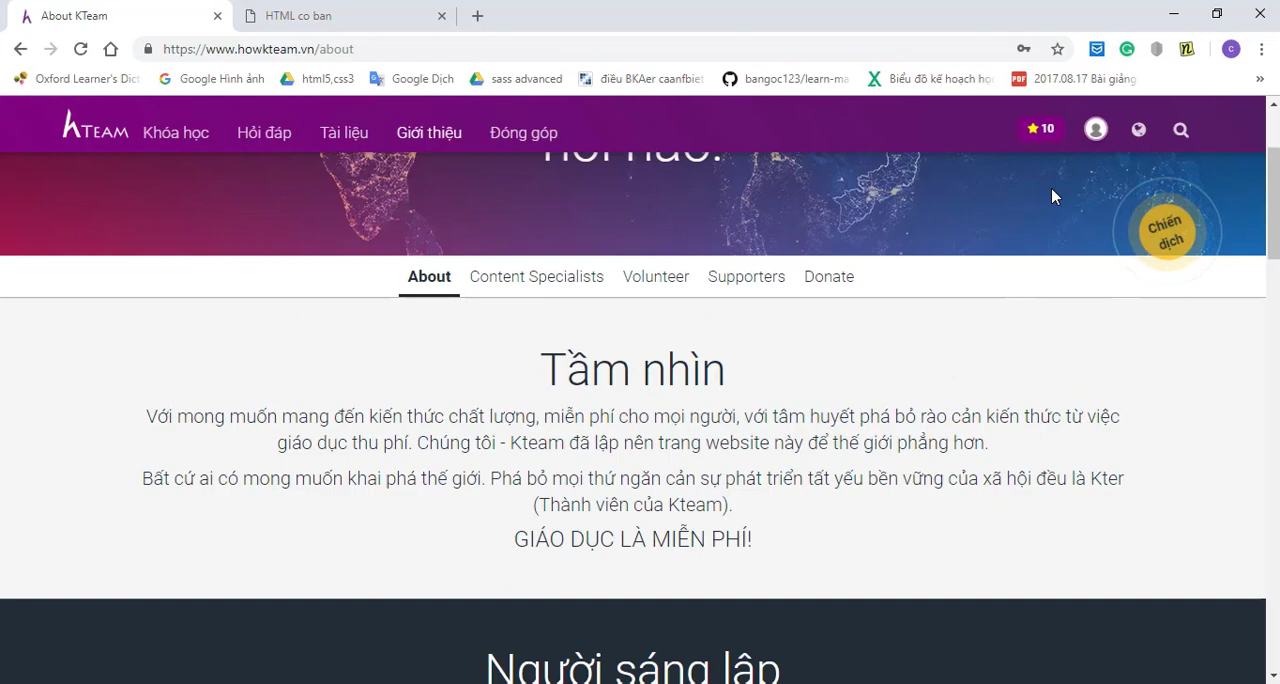 About KTeam
HTML co ban
https://www.howkteam.vn/about
Oxford Learner's Dict
Google Hình ảnh
html5,css3
Google Dịch
sass advanced
điều BKAer caanfbiet
bangoc123/learn-ma
Biểu đồ kế hoạch học
2017.08.17 Bài giảng
KTEAM
Khóa học
Hỏi đáp
Tài liệu
Giới thiệu
Đóng góp
10
Chiến
dịch
About
Content Specialists
Volunteer
Supporters
Donate
Tầm nhìn
Với mong muốn mang đến kiến thức chất lượng, miễn phí cho mọi người, với tâm huyết phá bỏ rào cản kiến thức từ việc
giáo dục thu phí. Chúng tôi - Kteam đã lập nên trang website này để thế giới phẳng hơn.
Bất cứ ai có mong muốn khai phá thế giới. Phá bỏ mọi thứ ngăn cản sự phát triển tất yếu bền vững của xã hội đều là Kter
(Thành viên của Kteam).
GIÁO DỤC LÀ MIỄN PHÍ!
Người sáng lập